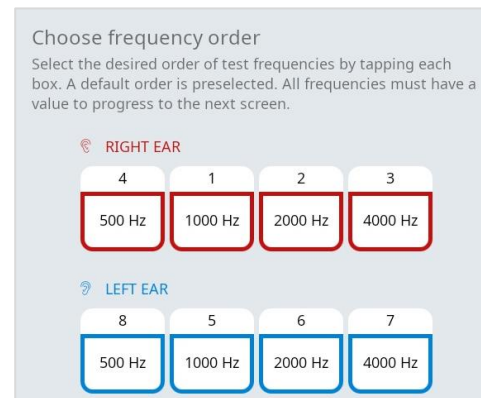 Choose frequency order
Select the desired order of test frequencies by tapping each
box. A default order is preselected. All frequencies must have a
value to progress to the next screen.
RIGHT EAR
4 1 2 3
500 Hz 1000 Hz 2000 Hz 4000 Hz
LEFT EAR
8 5 6 7
500 Hz 1000 Hz 2000 Hz 4000 Hz